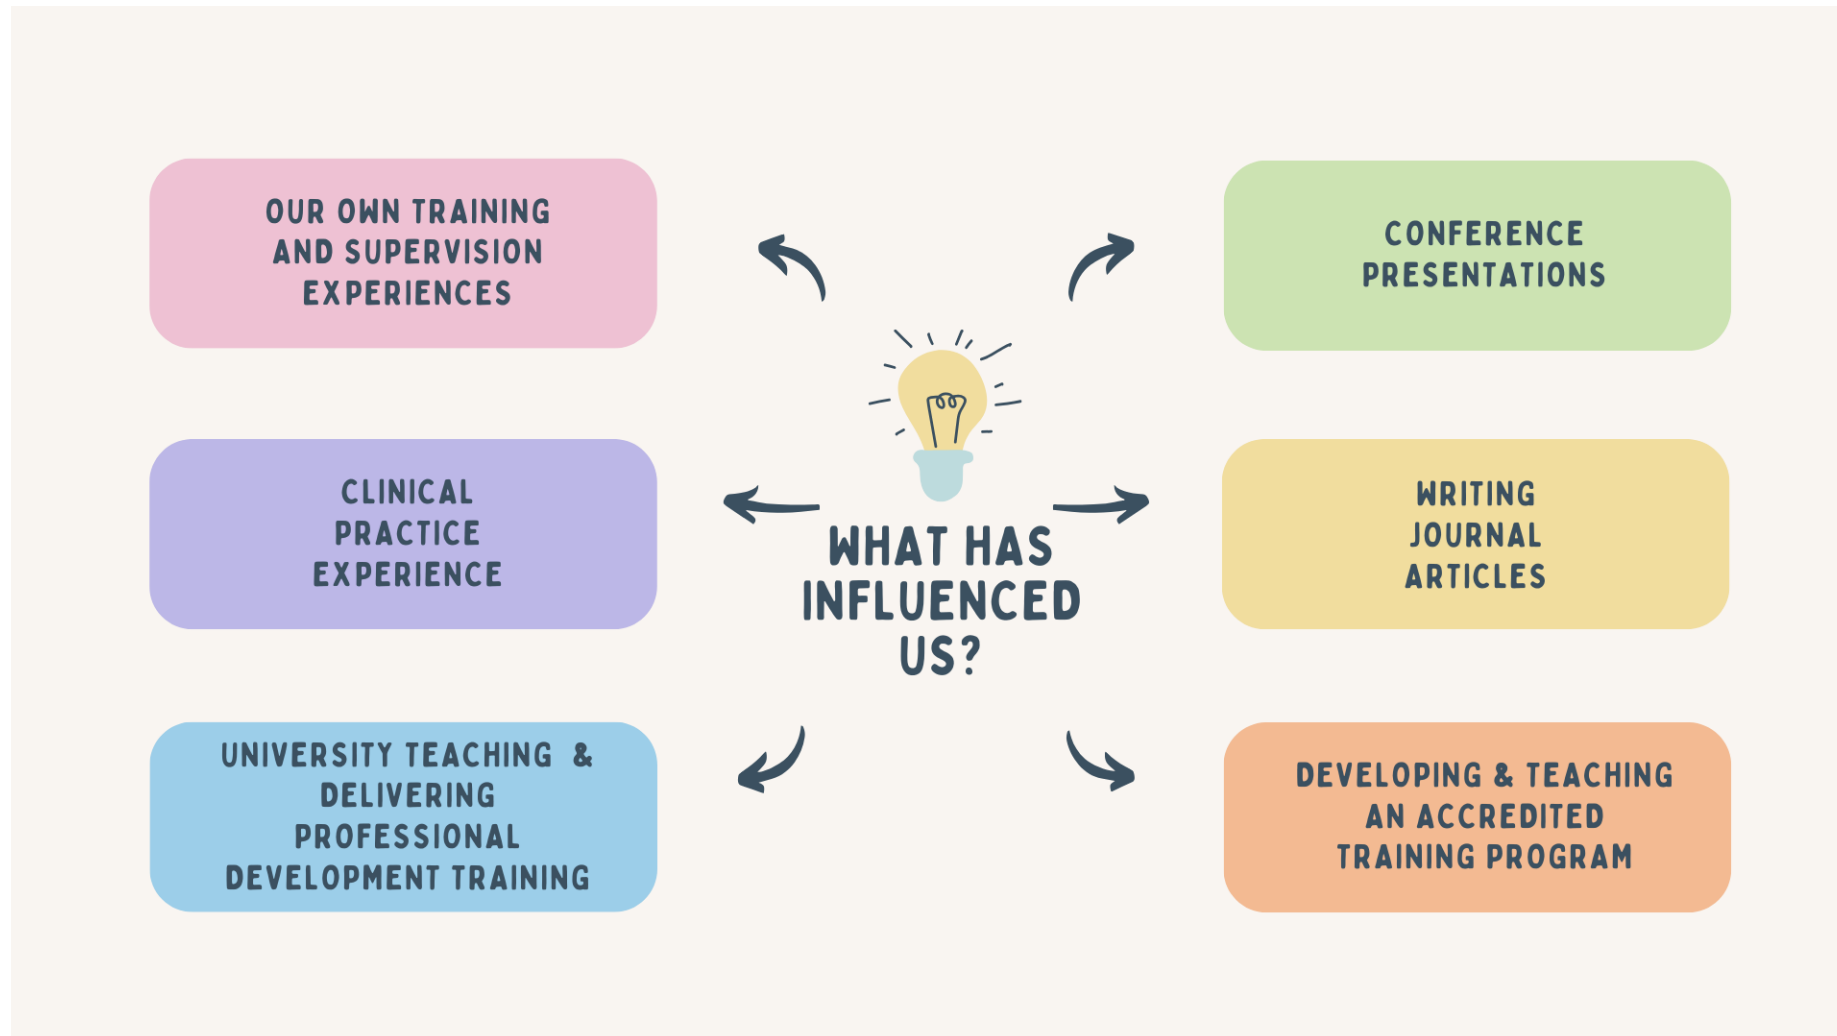 OUR OWN TRAINING
AND SUPERVISION
EXPERIENCES
CLINICAL
PRACTICE
EXPERIENCE
UNIVERSITY TEACHING &
DELIVERING
PROFESSIONAL
DEVELOPMENT TRAINING
WHAT HAS
INFLUENCED
US?
CONFERENCE
PRESENTATIONS
WRITING
JOURNAL
ARTICLES
DEVELOPING & TEACHING
AN ACCREDITED
TRAINING PROGRAM